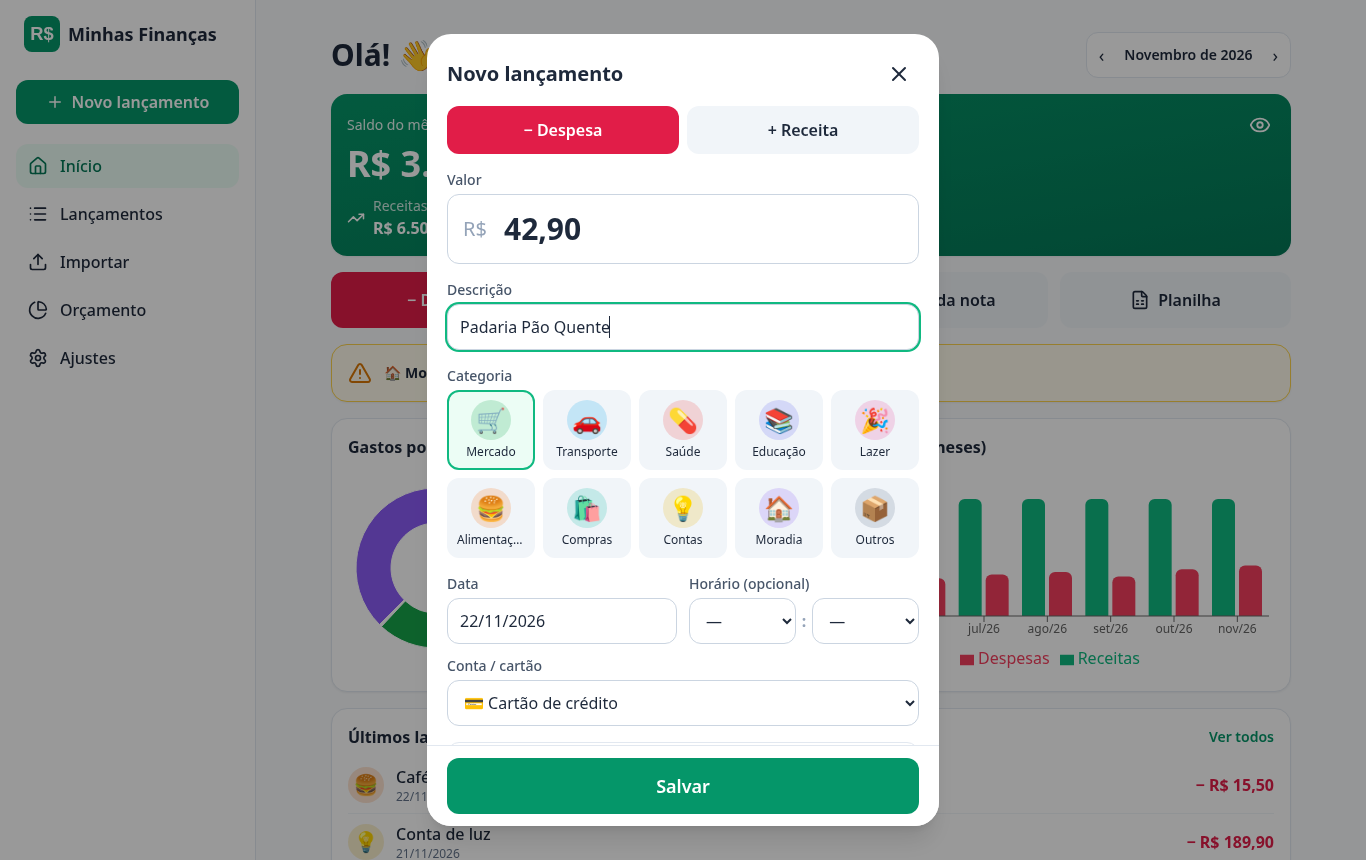 R$ Minhas Finanças
+ Novo lançamento
Início
Lançamentos
Importar
Orçamento
Ajustes
Olá! 👋
‹ Novembro de 2026 ›
Saldo do mê
R$ 3.
Receitas
R$ 6.50
− D
da nota
Planilha
🏠 Mo
Gastos po
neses)
jul/26 ago/26 set/26 out/26 nov/26
Despesas Receitas
Últimos la
Ver todos
Café
22/11
− R$ 15,50
Conta de luz
21/11/2026
− R$ 189,90
Novo lançamento
− Despesa
+ Receita
Valor
R$ 42,90
Descrição
Padaria Pão Quente
Categoria
Mercado Transporte Saúde Educação Lazer
Alimentaç... Compras Contas Moradia Outros
Data
Horário (opcional)
22/11/2026
— : —
Conta / cartão
💳 Cartão de crédito
Salvar